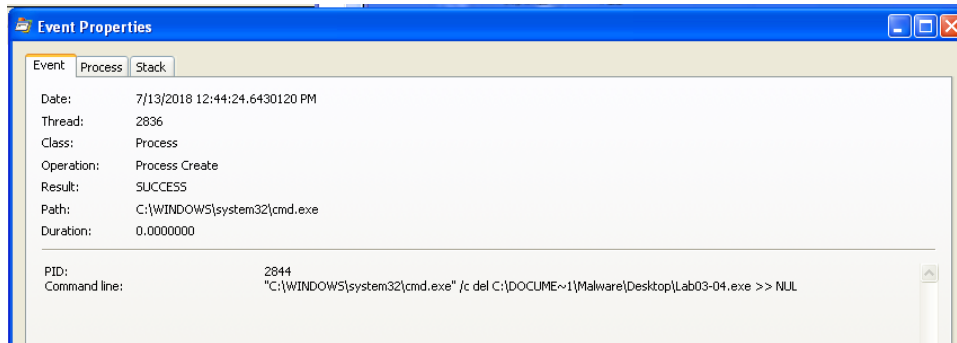 Event Properties
Event Process Stack
Date: 7/13/2018 12:44:24.6430120 PM
Thread: 2836
Class: Process
Operation: Process Create
Result: SUCCESS
Path: C:\WINDOWS\system32\cmd.exe
Duration: 0.0000000
PID: 2844
Command line: "C:\WINDOWS\system32\cmd.exe" /c del C:\DOCUME~1\Malware\Desktop\Lab03-04.exe >> NUL